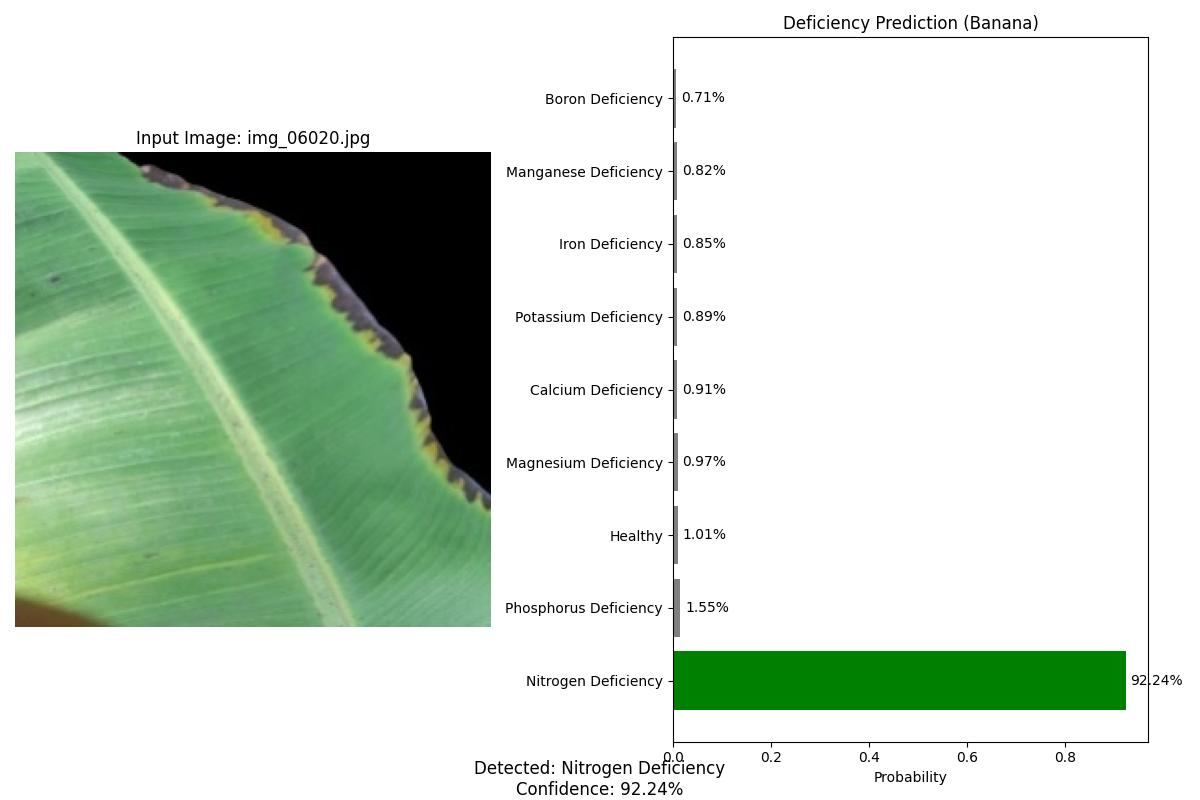 Deficiency Prediction (Banana)
Input Image: img_06020.jpg
Boron Deficiency 0.71%
Manganese Deficiency 0.82%
Iron Deficiency 0.85%
Potassium Deficiency 0.89%
Calcium Deficiency 0.91%
Magnesium Deficiency 0.97%
Healthy 1.01%
Phosphorus Deficiency 1.55%
Nitrogen Deficiency 92.24%
0.0 0.2 0.4 0.6 0.8
Probability
Detected: Nitrogen Deficiency
Confidence: 92.24%